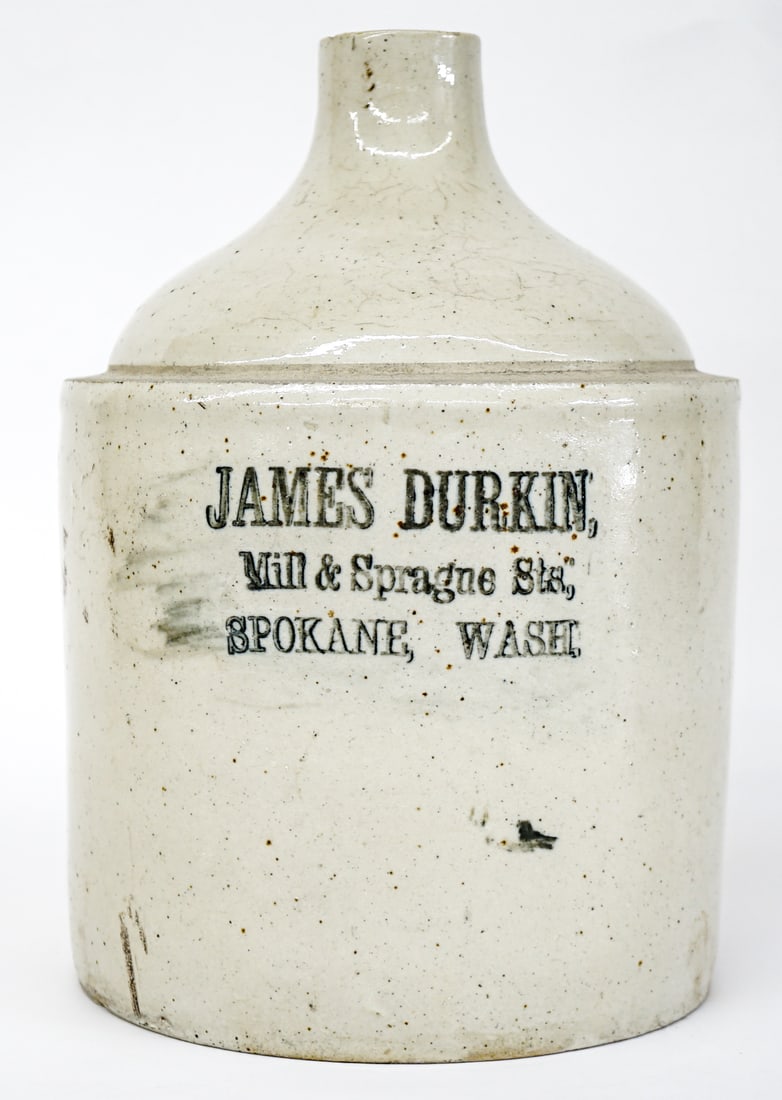 JAMES DURKIN,
Mill & Sprague Sts.,
SPOKANE, WASH.